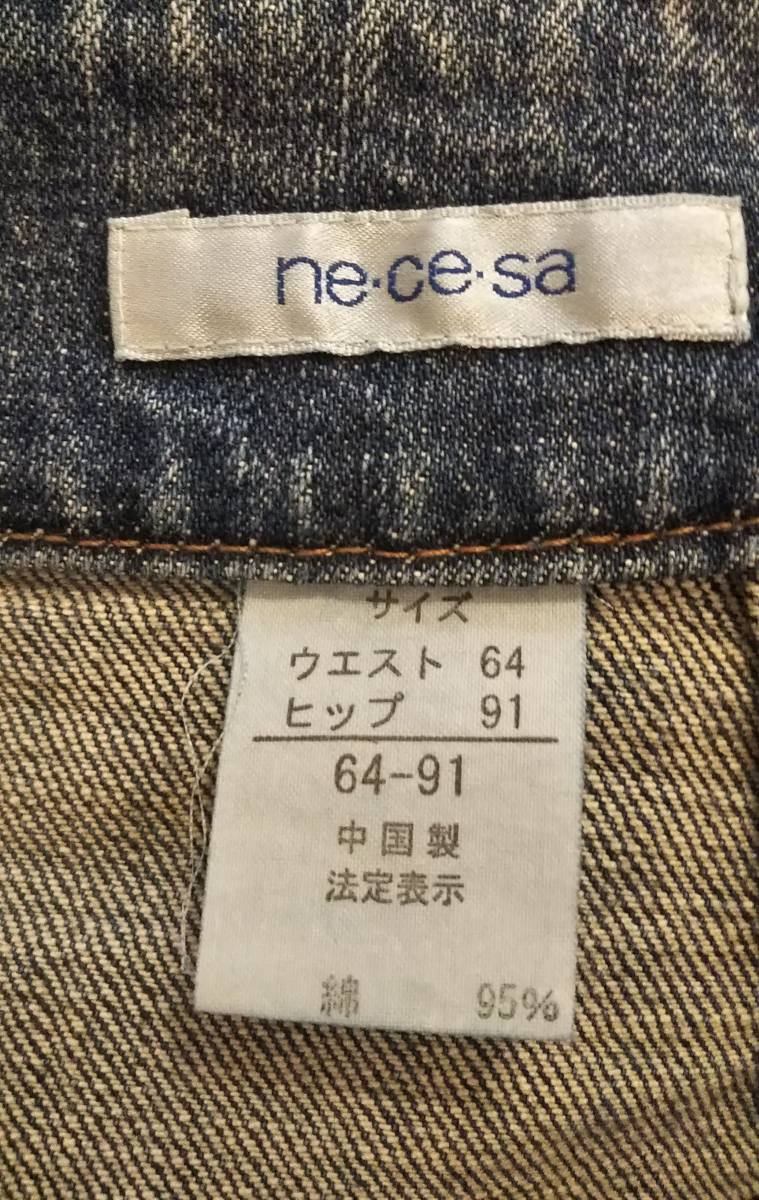 ne·ce·sa
サイズ
ウエスト 64
ヒップ 91
64-91
中国製
法定表示
綿 95%